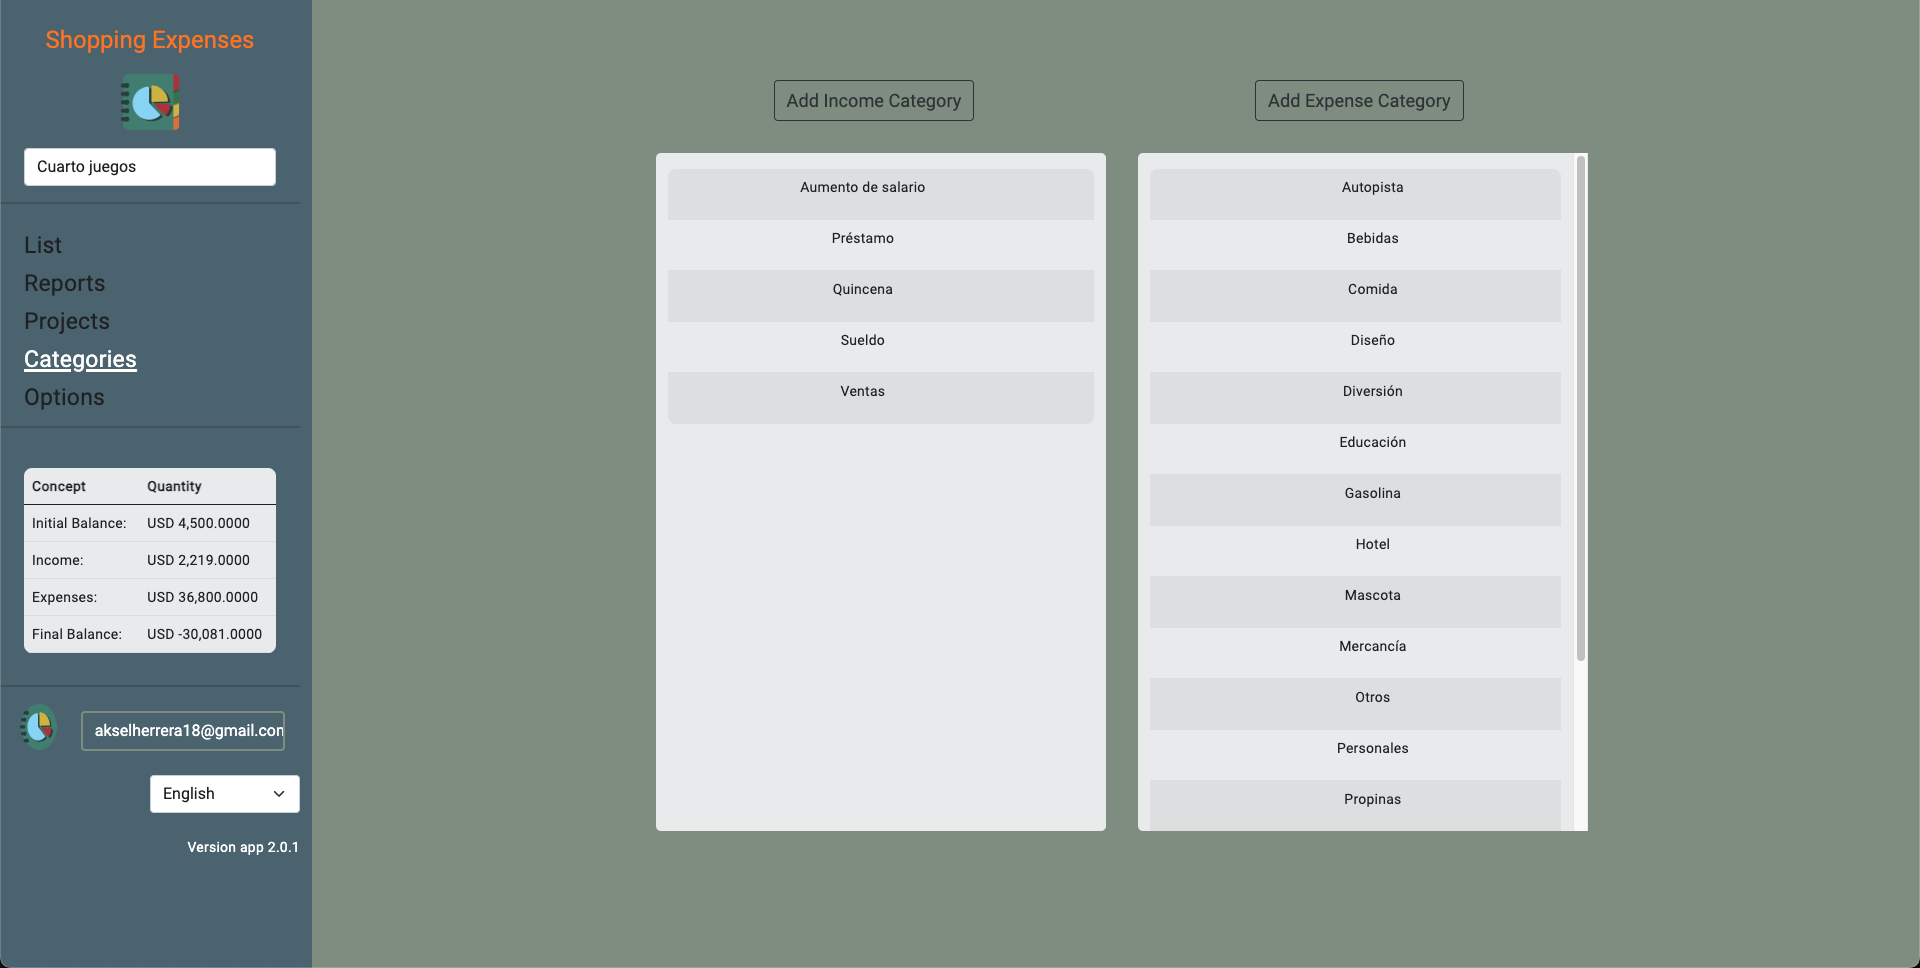 Shopping Expenses
Cuarto juegos
List
Reports
Projects
Categories
Options
Concept Quantity
Initial Balance: USD 4,500.0000
Income: USD 2,219.0000
Expenses: USD 36,800.0000
Final Balance: USD -30,081.0000
akselherrera18@gmail.com
English
Version app 2.0.1
Add Income Category
Aumento de salario
Préstamo
Quincena
Sueldo
Ventas
Add Expense Category
Autopista
Bebidas
Comida
Diseño
Diversión
Educación
Gasolina
Hotel
Mascota
Mercancía
Otros
Personales
Propinas